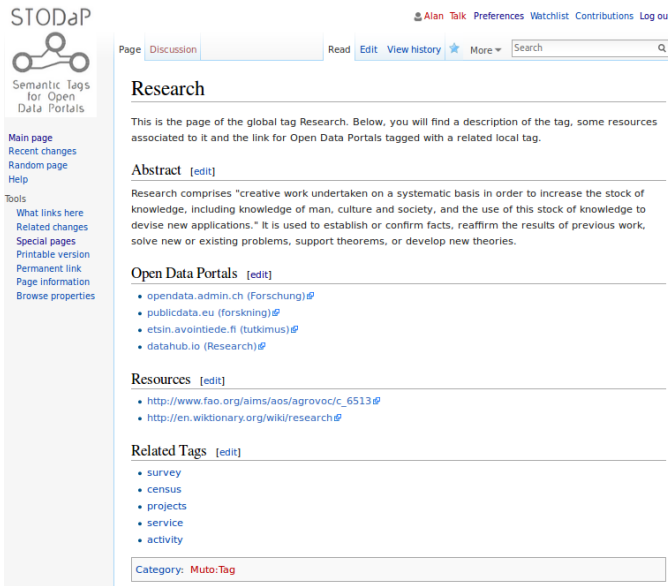 STODaP
Semantic Tags
for Open
Data Portals
Alan Talk Preferences Watchlist Contributions Log ou
Page Discussion Read Edit View history More Search
Main page
Recent changes
Random page
Help
Tools
What links here
Related changes
Special pages
Printable version
Permanent link
Page information
Browse properties
Research
This is the page of the global tag Research. Below, you will find a description of the tag, some resources
associated to it and the link for Open Data Portals tagged with a related local tag.
Abstract [edit]
Research comprises "creative work undertaken on a systematic basis in order to increase the stock of
knowledge, including knowledge of man, culture and society, and the use of this stock of knowledge to
devise new applications." It is used to establish or confirm facts, reaffirm the results of previous work,
solve new or existing problems, support theorems, or develop new theories.
Open Data Portals [edit]
• opendata.admin.ch (Forschung)
• publicdata.eu (forskning)
• etsin.avointiede.fi (tutkimus)
• datahub.io (Research)
Resources [edit]
• http://www.fao.org/aims/aos/agrovoc/c_6513
• http://en.wiktionary.org/wiki/research
Related Tags [edit]
• survey
• census
• projects
• service
• activity
Category: Muto:Tag